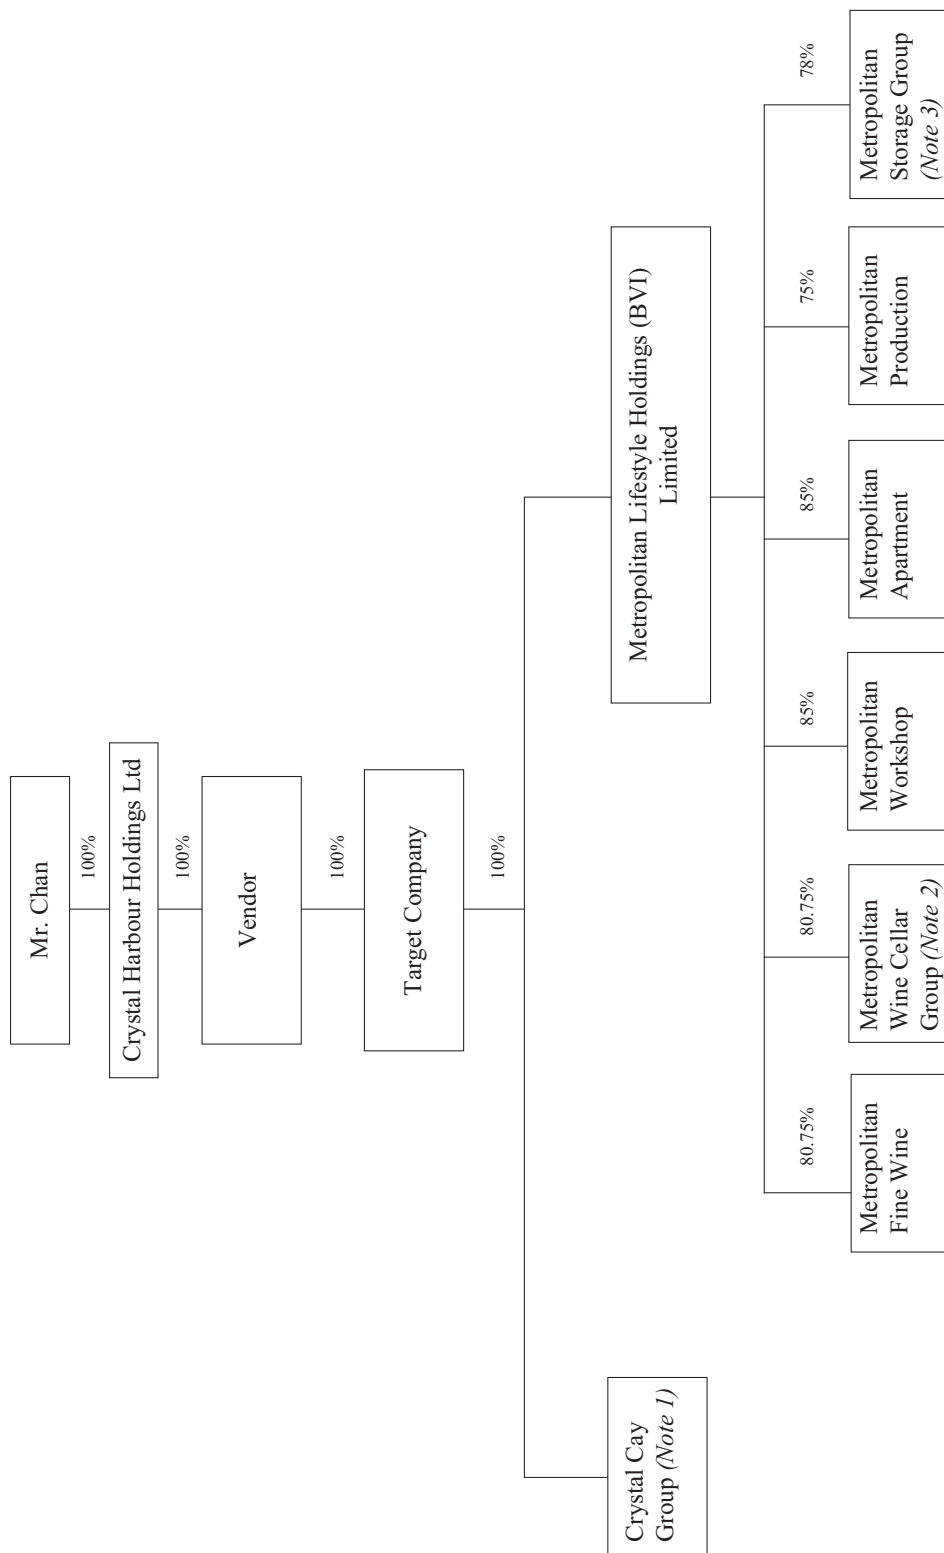 Mr. Chan
100%
Crystal Harbour Holdings Ltd
100%
Vendor
100%
Target Company
100%
Crystal Cay
Group (Note 1)
Metropolitan Lifestyle Holdings (BVI)
Limited
80.75%
80.75%
85%
85%
75%
78%
Metropolitan
Fine Wine
Metropolitan
Wine Cellar
Group (Note 2)
Metropolitan
Workshop
Metropolitan
Apartment
Metropolitan
Production
Metropolitan
Storage Group
(Note 3)